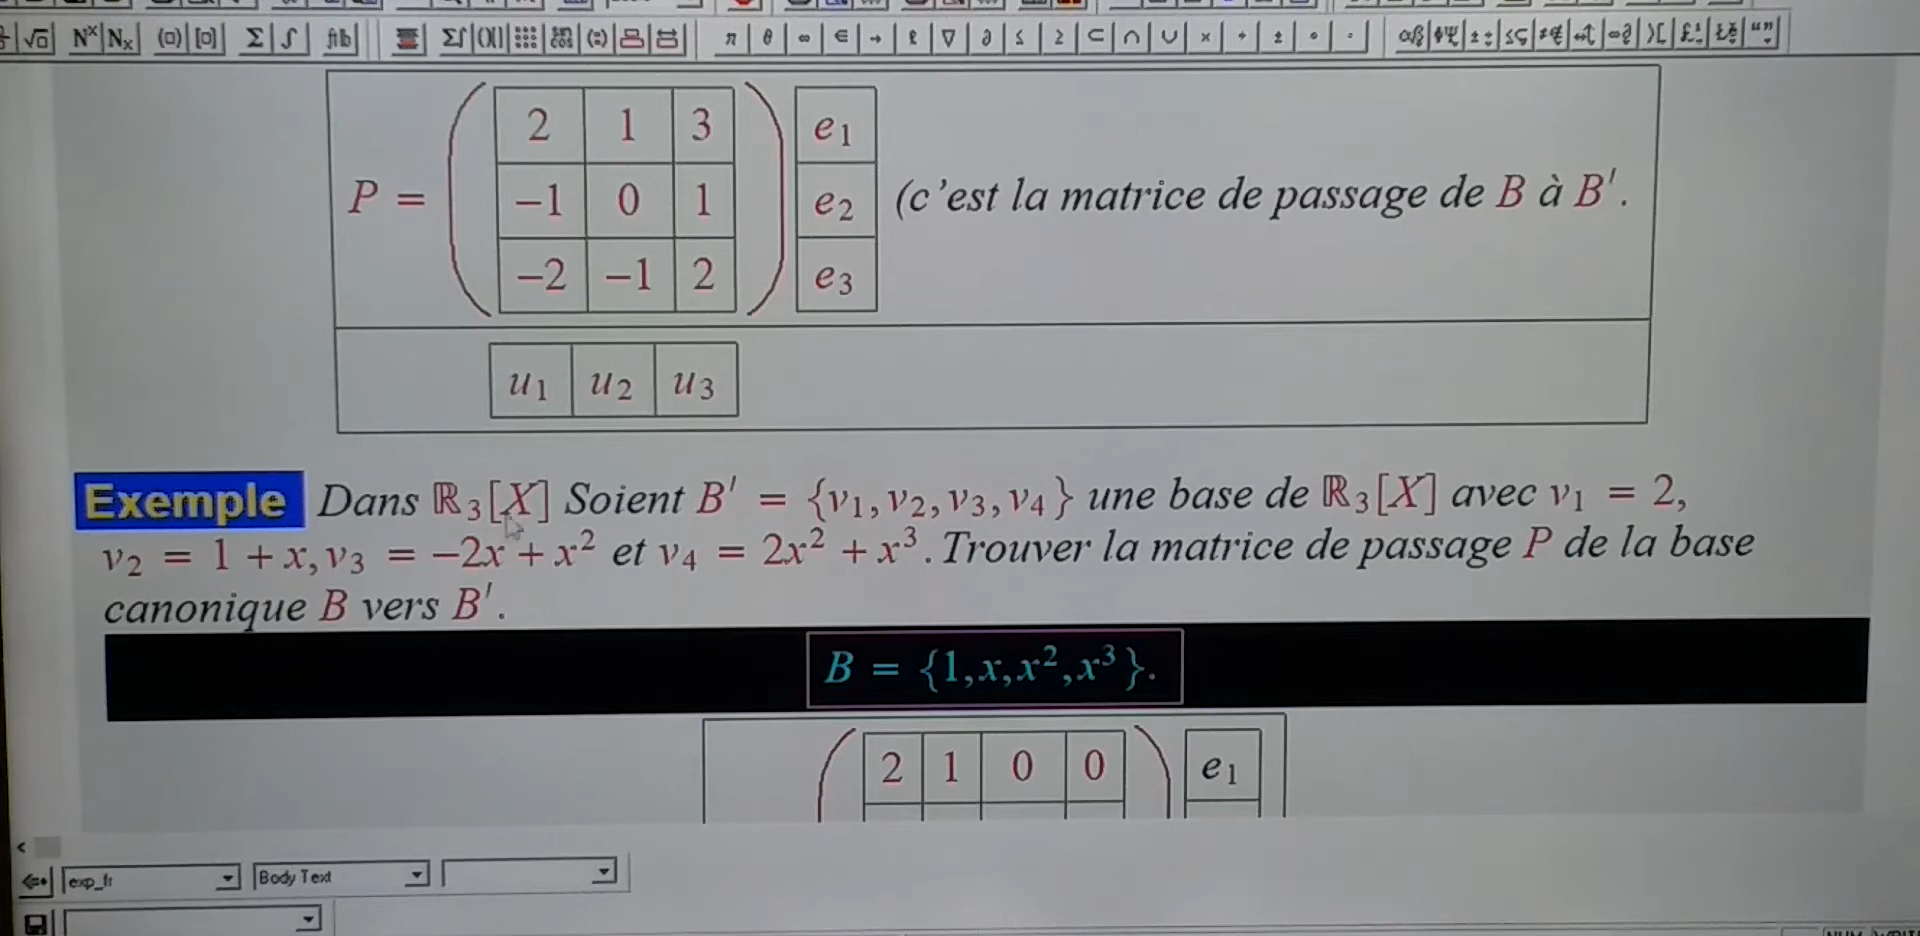 π θ ∞ ∈ → ℓ ∇ ∂ ≤ ≥ ⊂ ∩ ∪ × ÷ ±
P = ( 2 1 3 ) e1
-1 0 1 e2 (c'est la matrice de passage de B à B'.
-2 -1 2 e3
u1 u2 u3
Exemple Dans ℝ3[X] Soient B' = {v1, v2, v3, v4} une base de ℝ3[X] avec v1 = 2,
v2 = 1 + x, v3 = -2x + x² et v4 = 2x² + x³. Trouver la matrice de passage P de la base
canonique B vers B'.
B = {1,x,x²,x³}.
( 2 1 0 0 ) e1
exp_fr Body Text